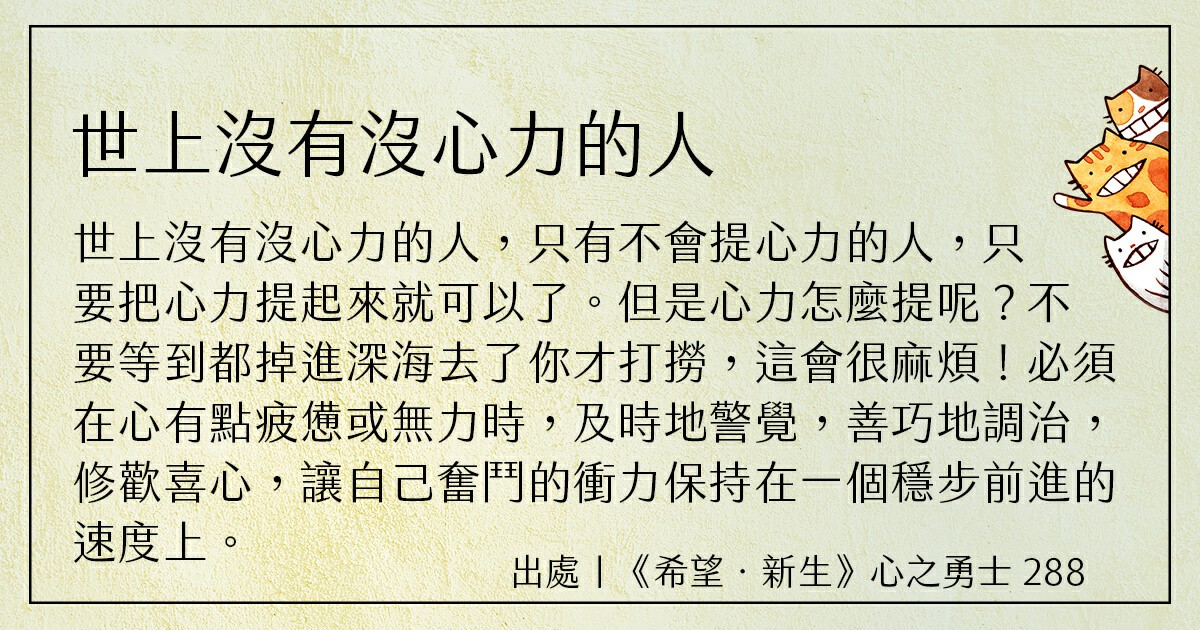 世上沒有沒心力的人
世上沒有沒心力的人，只有不會提心力的人，只
要把心力提起來就可以了。但是心力怎麼提呢？不
要等到都掉進深海去了你才打撈，這會很麻煩！必須
在心有點疲憊或無力時，及時地警覺，善巧地調治，
修歡喜心，讓自己奮鬥的衝力保持在一個穩步前進的
速度上。
出處｜《希望．新生》心之勇士 288